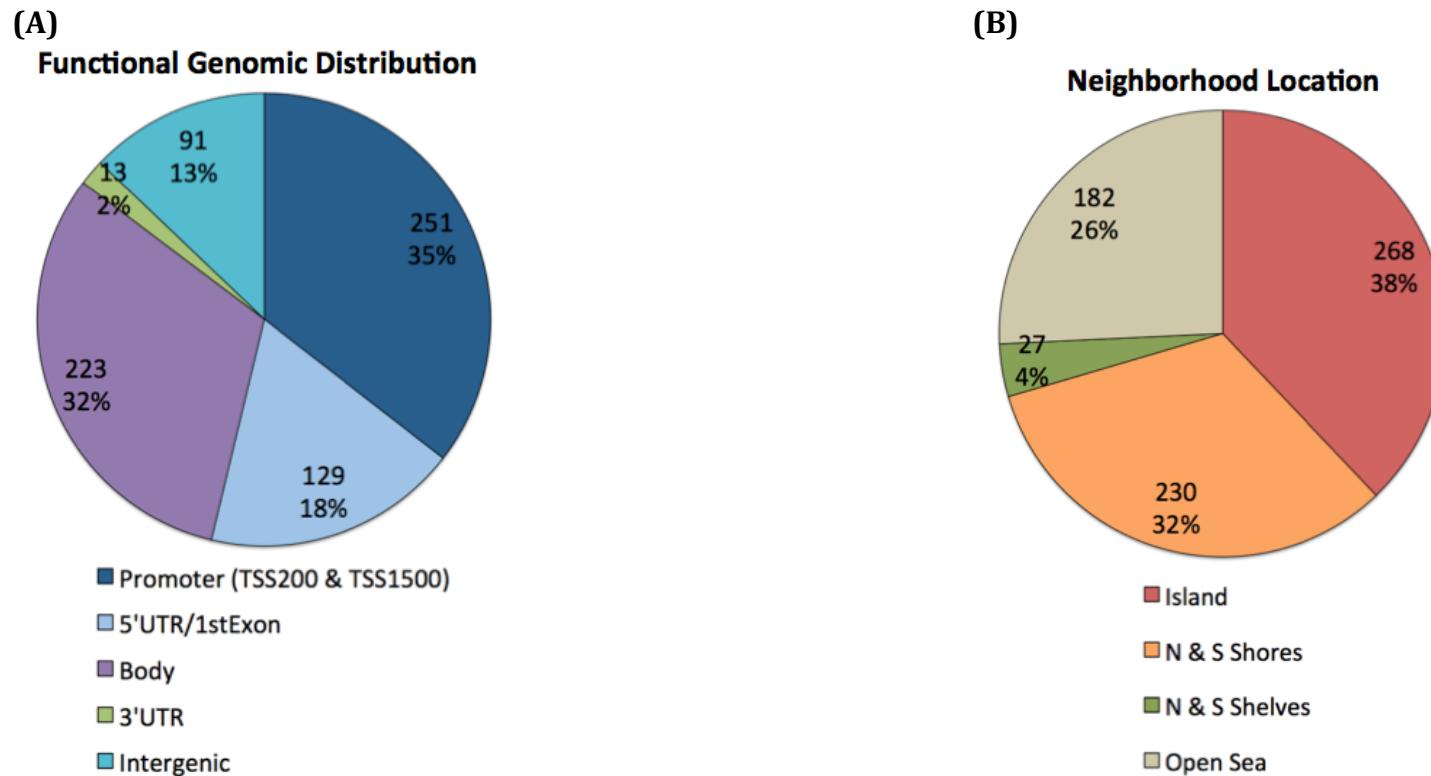 (A)
Functional Genomic Distribution
91
13%
13
2%
251
35%
223
32%
129
18%
Promoter (TSS200 & TSS1500)
5'UTR/1stExon
Body
3'UTR
Intergenic
(B)
Neighborhood Location
182
26%
268
38%
27
4%
230
32%
Island
N & S Shores
N & S Shelves
Open Sea